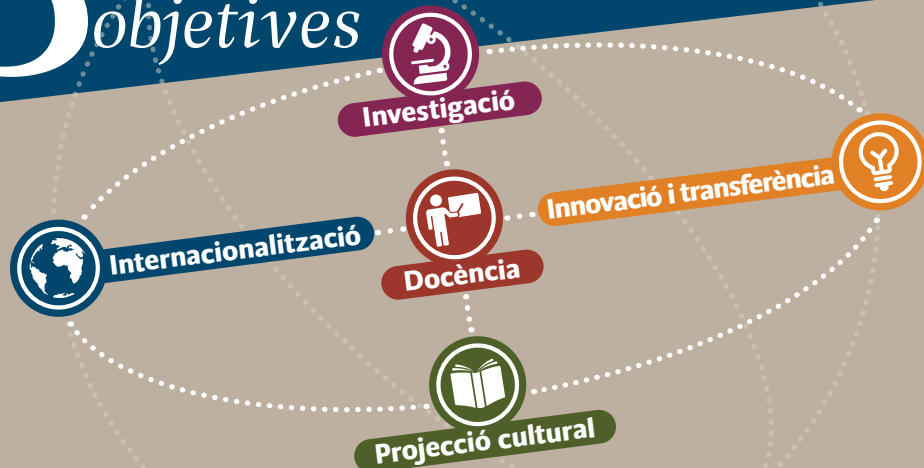 objetives
Investigació
Innovació i transferència
Internacionalització
Docència
Projecció cultural